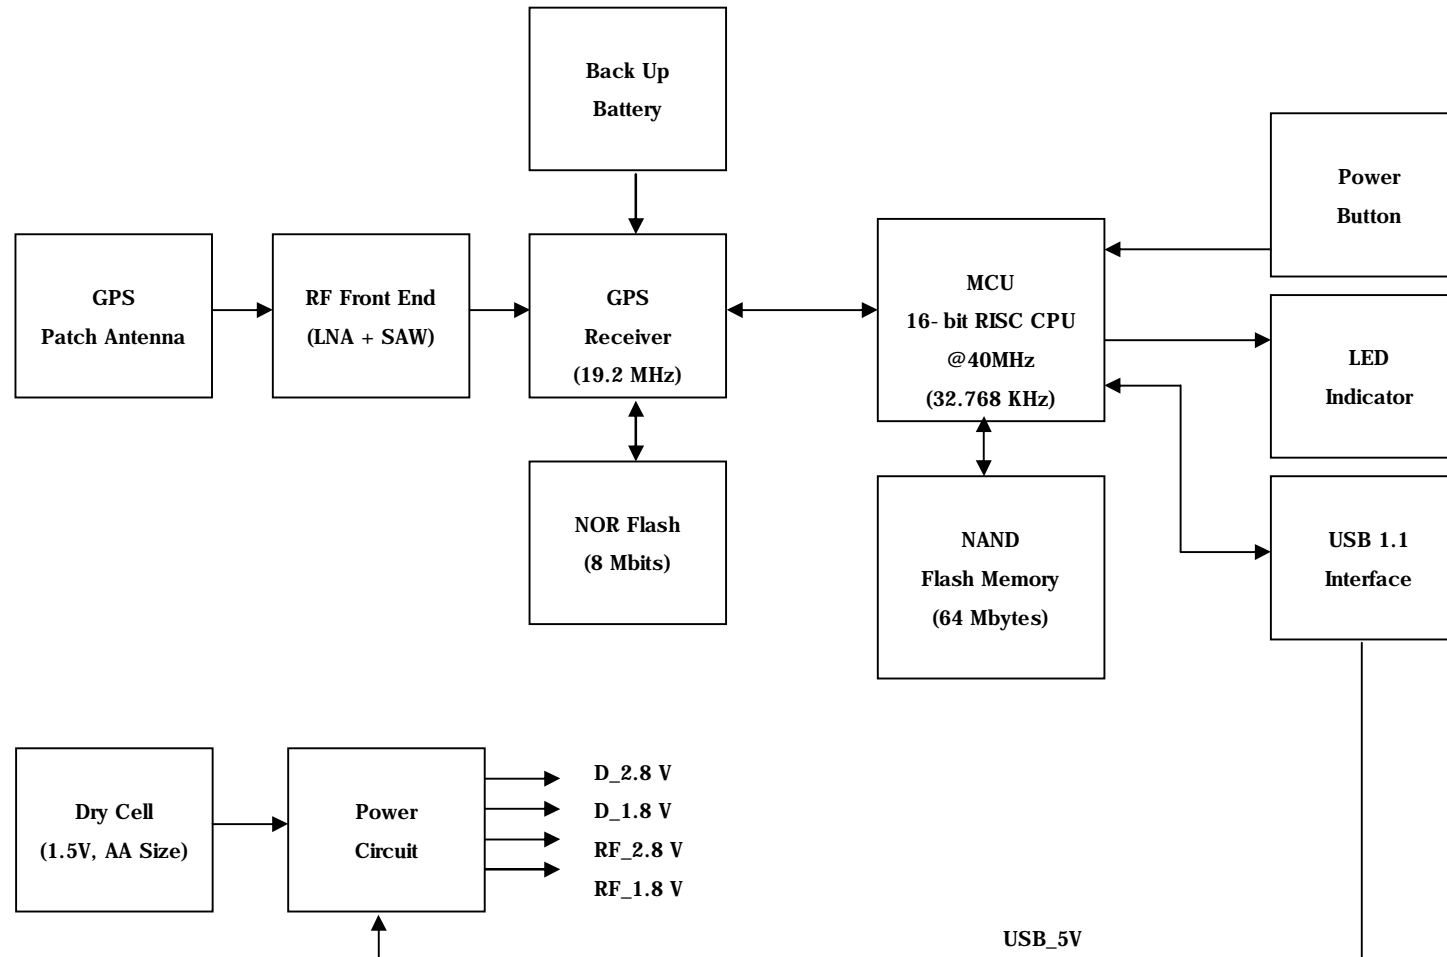 Back Up
Battery
Power
Button
GPS
Patch Antenna
RF Front End
(LNA + SAW)
GPS
Receiver
(19.2 MHz)
MCU
16- bit RISC CPU
@40MHz
(32.768 KHz)
LED
Indicator
NOR Flash
(8 Mbits)
NAND
Flash Memory
(64 Mbytes)
USB 1.1
Interface
Dry Cell
(1.5V, AA Size)
Power
Circuit
D_2.8 V
D_1.8 V
RF_2.8 V
RF_1.8 V
USB_5V